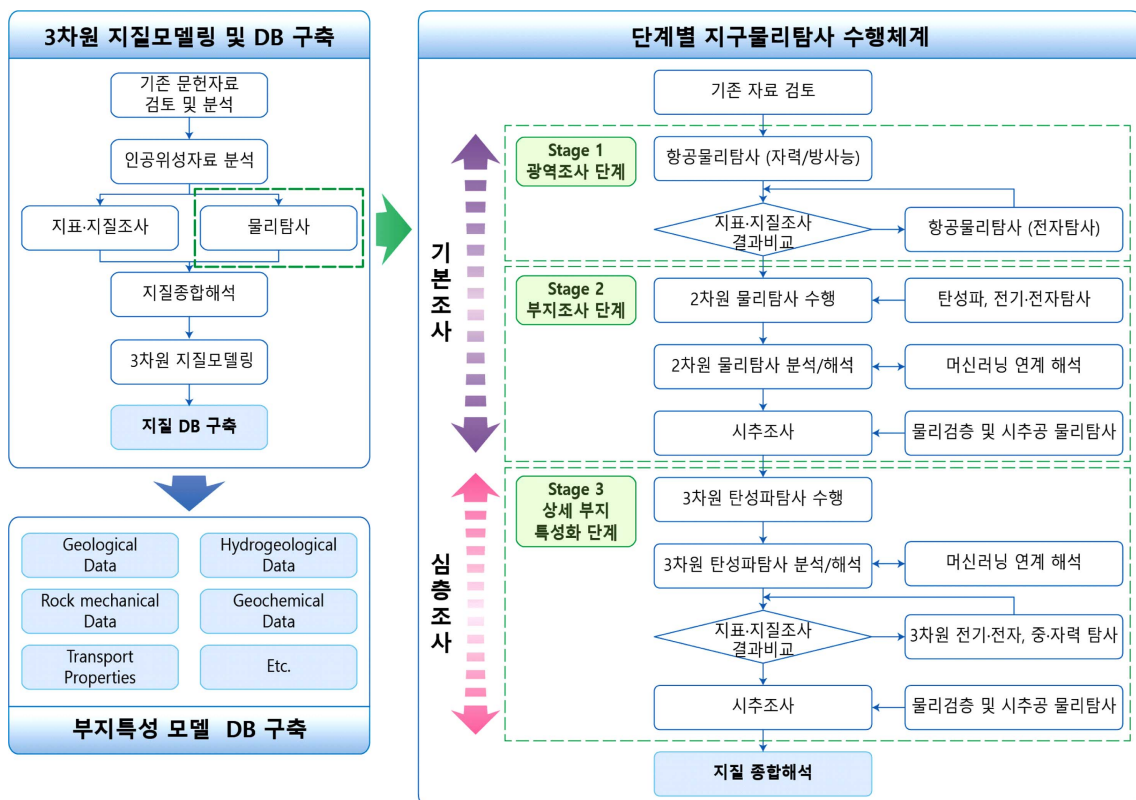 3차원 지질모델링 및 DB 구축
기존 문헌자료
검토 및 분석
인공위성자료 분석
지표·지질조사
물리탐사
지질종합해석
3차원 지질모델링
지질 DB 구축
Geological
Data
Hydrogeological
Data
Rock mechanical
Data
Geochemical
Data
Transport
Properties
Etc.
부지특성 모델 DB 구축
단계별 지구물리탐사 수행체계
기본조사
심층조사
기존 자료 검토
Stage 1
광역조사 단계
항공물리탐사 (자력/방사능)
지표·지질조사
결과비교
항공물리탐사 (전자탐사)
Stage 2
부지조사 단계
2차원 물리탐사 수행
탄성파, 전기·전자탐사
2차원 물리탐사 분석/해석
머신러닝 연계 해석
시추조사
물리검층 및 시추공 물리탐사
Stage 3
상세 부지
특성화 단계
3차원 탄성파탐사 수행
3차원 탄성파탐사 분석/해석
머신러닝 연계 해석
지표·지질조사
결과비교
3차원 전기·전자, 중·자력 탐사
시추조사
물리검층 및 시추공 물리탐사
지질 종합해석